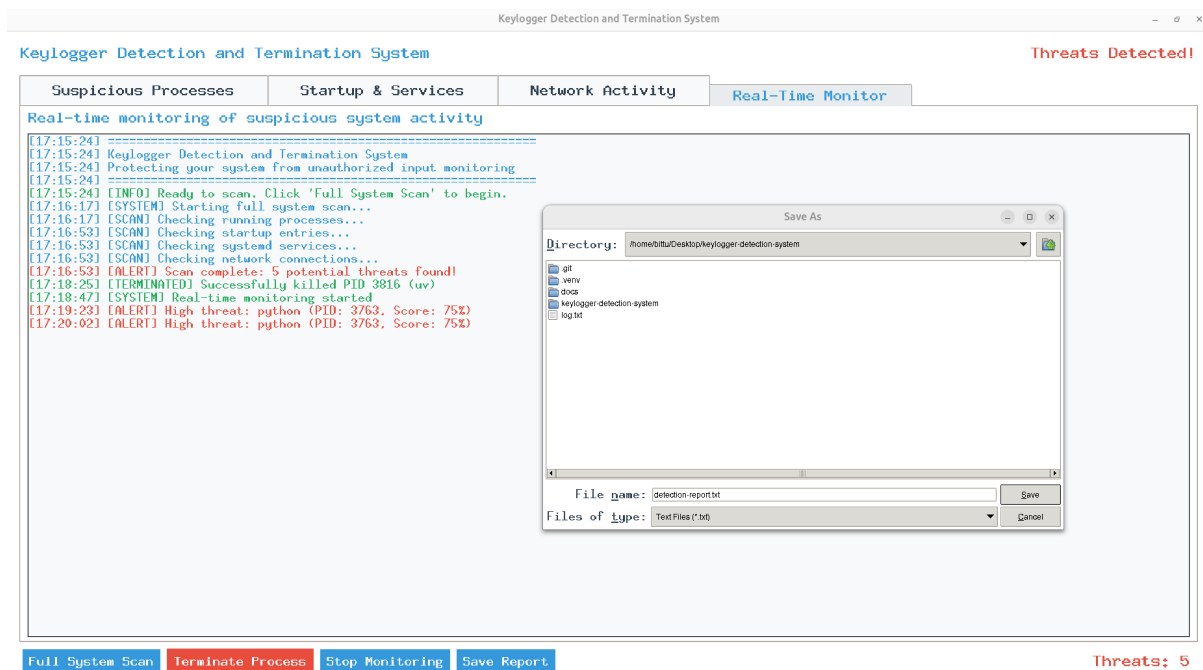 Keylogger Detection and Termination System
Keylogger Detection and Termination System
Threats Detected!
Suspicious Processes
Startup & Services
Network Activity
Real-Time Monitor
Real-time monitoring of suspicious system activity
[17:15:24] ============================================================
[17:15:24] Keylogger Detection and Termination System
[17:15:24] Protecting your system from unauthorized input monitoring
[17:15:24] ============================================================
[17:15:24] [INFO] Ready to scan. Click 'Full System Scan' to begin.
[17:16:17] [SYSTEM] Starting full system scan...
[17:16:17] [SCAN] Checking running processes...
[17:16:53] [SCAN] Checking startup entries...
[17:16:53] [SCAN] Checking systemd services...
[17:16:53] [SCAN] Checking network connections...
[17:16:53] [ALERT] Scan complete: 5 potential threats found!
[17:18:25] [TERMINATED] Successfully killed PID 3816 (uv)
[17:18:47] [SYSTEM] Real-time monitoring started
[17:19:23] [ALERT] High threat: python (PID: 3763, Score: 75%)
[17:20:02] [ALERT] High threat: python (PID: 3763, Score: 75%)
Save As
Directory: /home/bittu/Desktop/keylogger-detection-system
.git
.venv
docs
keylogger-detection-system
log.txt
File name: detection-report.txt
Save
Files of type: Text Files (*.txt)
Cancel
Full System Scan
Terminate Process
Stop Monitoring
Save Report
Threats: 5